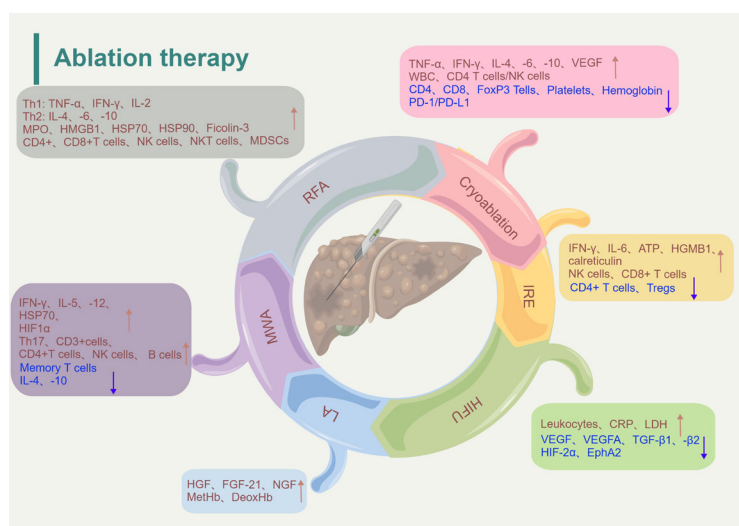 Ablation therapy
TNF-α、IFN-γ、IL-4、-6、-10、VEGF
WBC、CD4 T cells/NK cells
CD4、CD8、FoxP3 Tells、Platelets、Hemoglobin
PD-1/PD-L1
Th1: TNF-α、IFN-γ、IL-2
Th2: IL-4、-6、-10
MPO、HMGB1、HSP70、HSP90、Ficolin-3
CD4+、CD8+T cells、NK cells、NKT cells、MDSCs
RFA
Cryoablation
IFN-γ、IL-6、ATP、HGMB1、
calreticulin
NK cells、CD8+ T cells
CD4+ T cells、Tregs
IRE
IFN-γ、IL-5、-12、
HSP70、
HIF1α
Th17、CD3+cells、
CD4+T cells、NK cells、 B cells
Memory T cells
IL-4、-10
MWA
LA
HIFU
Leukocytes、CRP、LDH
VEGF、VEGFA、TGF-β1、-β2
HIF-2α、EphA2
HGF、FGF-21、NGF
MetHb、DeoxHb